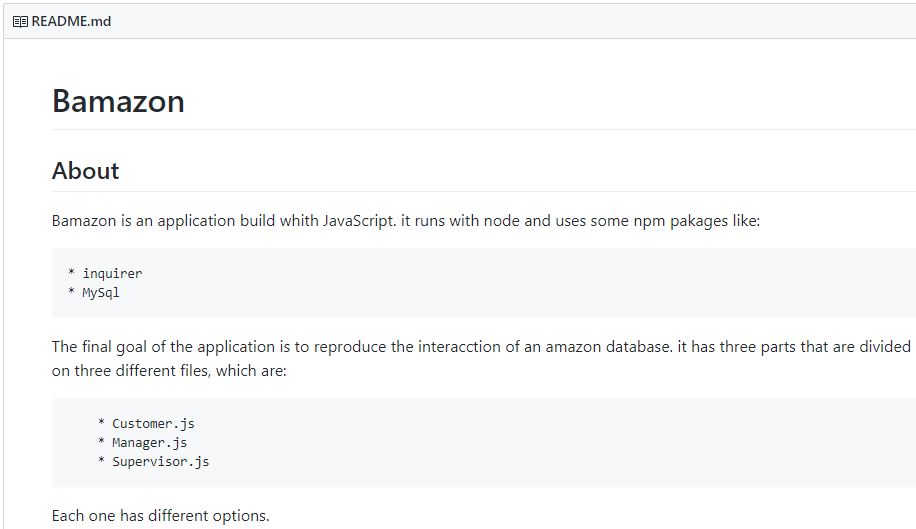 README.md
Bamazon
About
Bamazon is an application build whith JavaScript. it runs with node and uses some npm pakages like:
* inquirer
* MySql
The final goal of the application is to reproduce the interacction of an amazon database. it has three parts that are divided
on three different files, which are:
* Customer.js
* Manager.js
* Supervisor.js
Each one has different options.